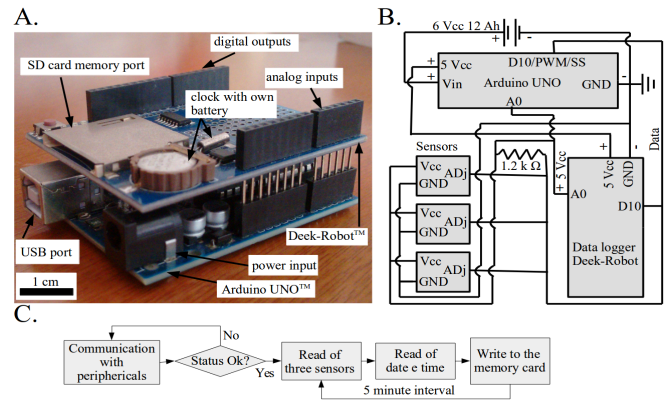 A.
digital outputs
SD card memory port
analog inputs
clock with own
battery
USB port
Deek-Robot™
power input
Arduino UNO™
1 cm
B.
6 Vcc 12 Ah
+
-
D10/PWM/SS
+
5 Vcc
+
Vin
Arduino UNO
GND
-
A0
Data
Sensors
1.2 k Ω
+ 5 Vcc
+
5 Vcc
-
GND
Vcc
ADj
GND
Vcc
ADj
GND
Vcc
ADj
GND
A0
D10
Data logger
Deek-Robot
C.
No
Communication
with
periphericals
Status Ok?
Yes
Read of
three sensors
Read of
date e time
Write to the
memory card
5 minute interval